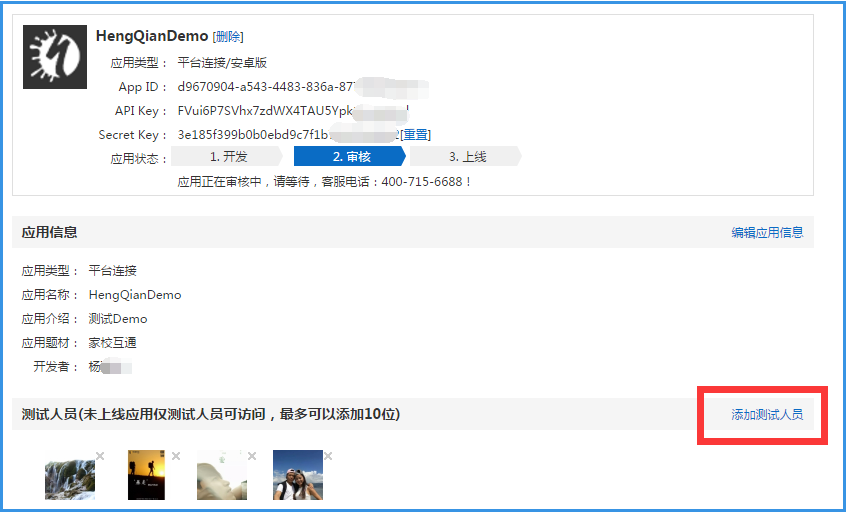 HengQianDemo [删除]
应用类型： 平台连接/安卓版
App ID： d9670904-a543-4483-836a-87
API Key： FVui6P7SVhx7zdWX4TAU5Ypk
Secret Key： 3e185f399b0b0ebd9c7f1b [重置]
应用状态： 1. 开发 2. 审核 3. 上线
应用正在审核中，请等待，客服电话：400-715-6688！
应用信息 编辑应用信息
应用类型： 平台连接
应用名称： HengQianDemo
应用介绍： 测试Demo
应用题材： 家校互通
开发者： 杨
测试人员(未上线应用仅测试人员可访问，最多可以添加10位) 添加测试人员